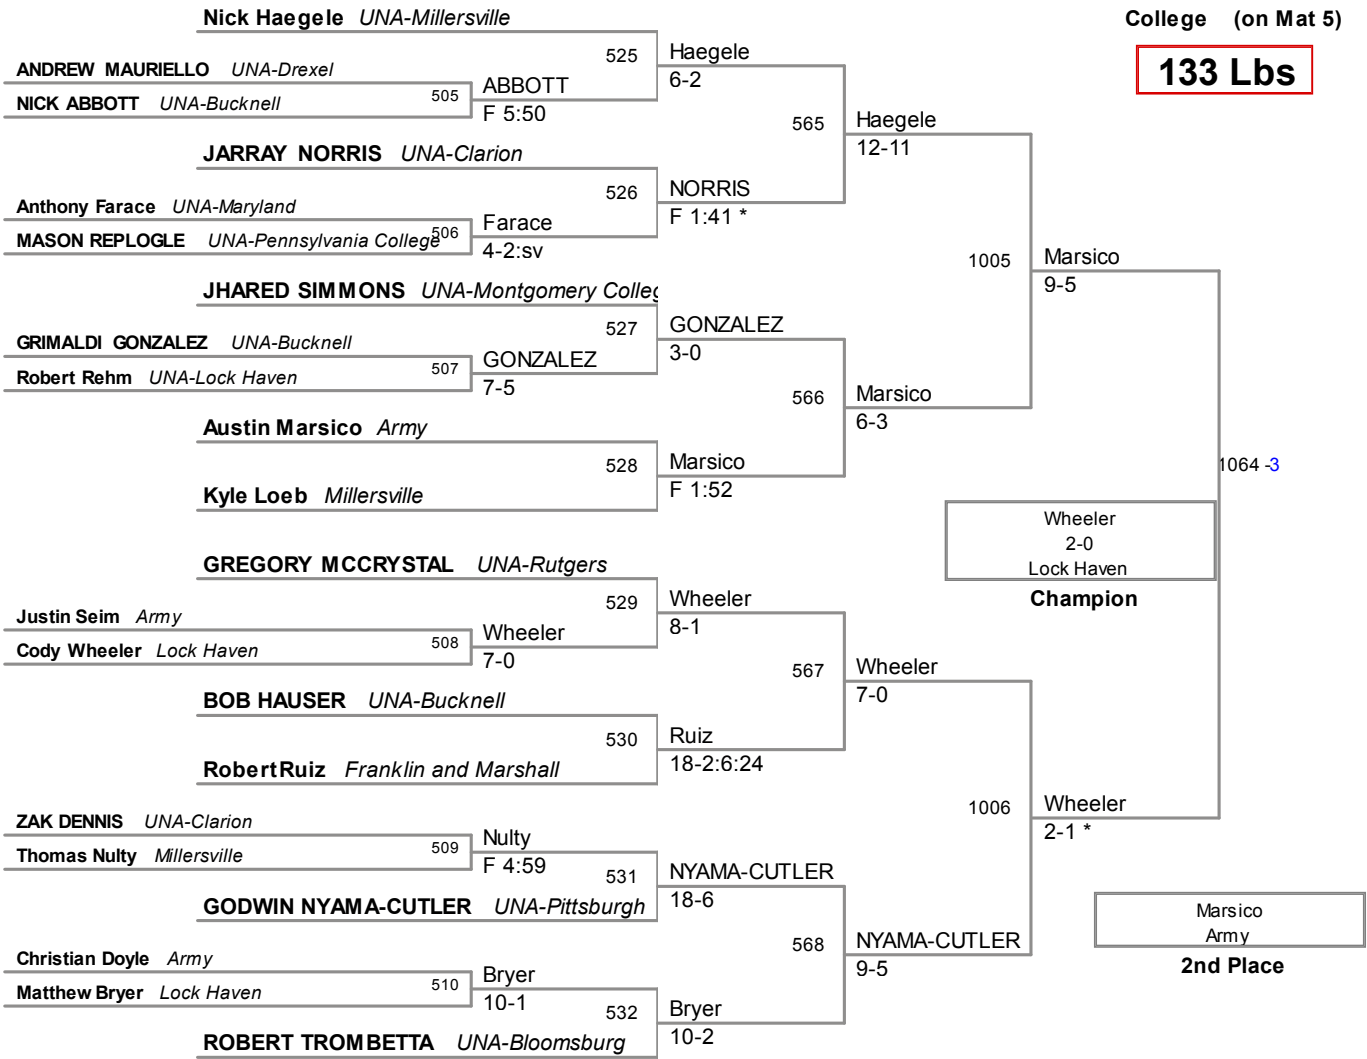 Nick Haegele UNA-Millersville
College (on Mat 5)
133 Lbs
525
Haegele
6-2
ANDREW MAURIELLO UNA-Drexel
NICK ABBOTT UNA-Bucknell
505
ABBOTT
F 5:50
565
Haegele
12-11
JARRAY NORRIS UNA-Clarion
526
NORRIS
F 1:41 *
Anthony Farace UNA-Maryland
MASON REPLOGLE UNA-Pennsylvania College
506
Farace
4-2:sv
1005
Marsico
9-5
JHARED SIMMONS UNA-Montgomery Colleg
527
GONZALEZ
3-0
GRIMALDI GONZALEZ UNA-Bucknell
Robert Rehm UNA-Lock Haven
507
GONZALEZ
7-5
566
Marsico
6-3
Austin Marsico Army
528
Marsico
F 1:52
Kyle Loeb Millersville
1064 -3
Wheeler
2-0
Lock Haven
Champion
GREGORY MCCRYSTAL UNA-Rutgers
529
Wheeler
8-1
Justin Seim Army
Cody Wheeler Lock Haven
508
Wheeler
7-0
567
Wheeler
7-0
BOB HAUSER UNA-Bucknell
530
Ruiz
18-2:6:24
Robert Ruiz Franklin and Marshall
1006
Wheeler
2-1 *
ZAK DENNIS UNA-Clarion
Thomas Nulty Millersville
509
Nulty
F 4:59
531
NYAMA-CUTLER
18-6
GODWIN NYAMA-CUTLER UNA-Pittsburgh
568
NYAMA-CUTLER
9-5
Marsico
Army
2nd Place
Christian Doyle Army
Matthew Bryer Lock Haven
510
Bryer
10-1
532
Bryer
10-2
ROBERT TROMBETTA UNA-Bloomsburg